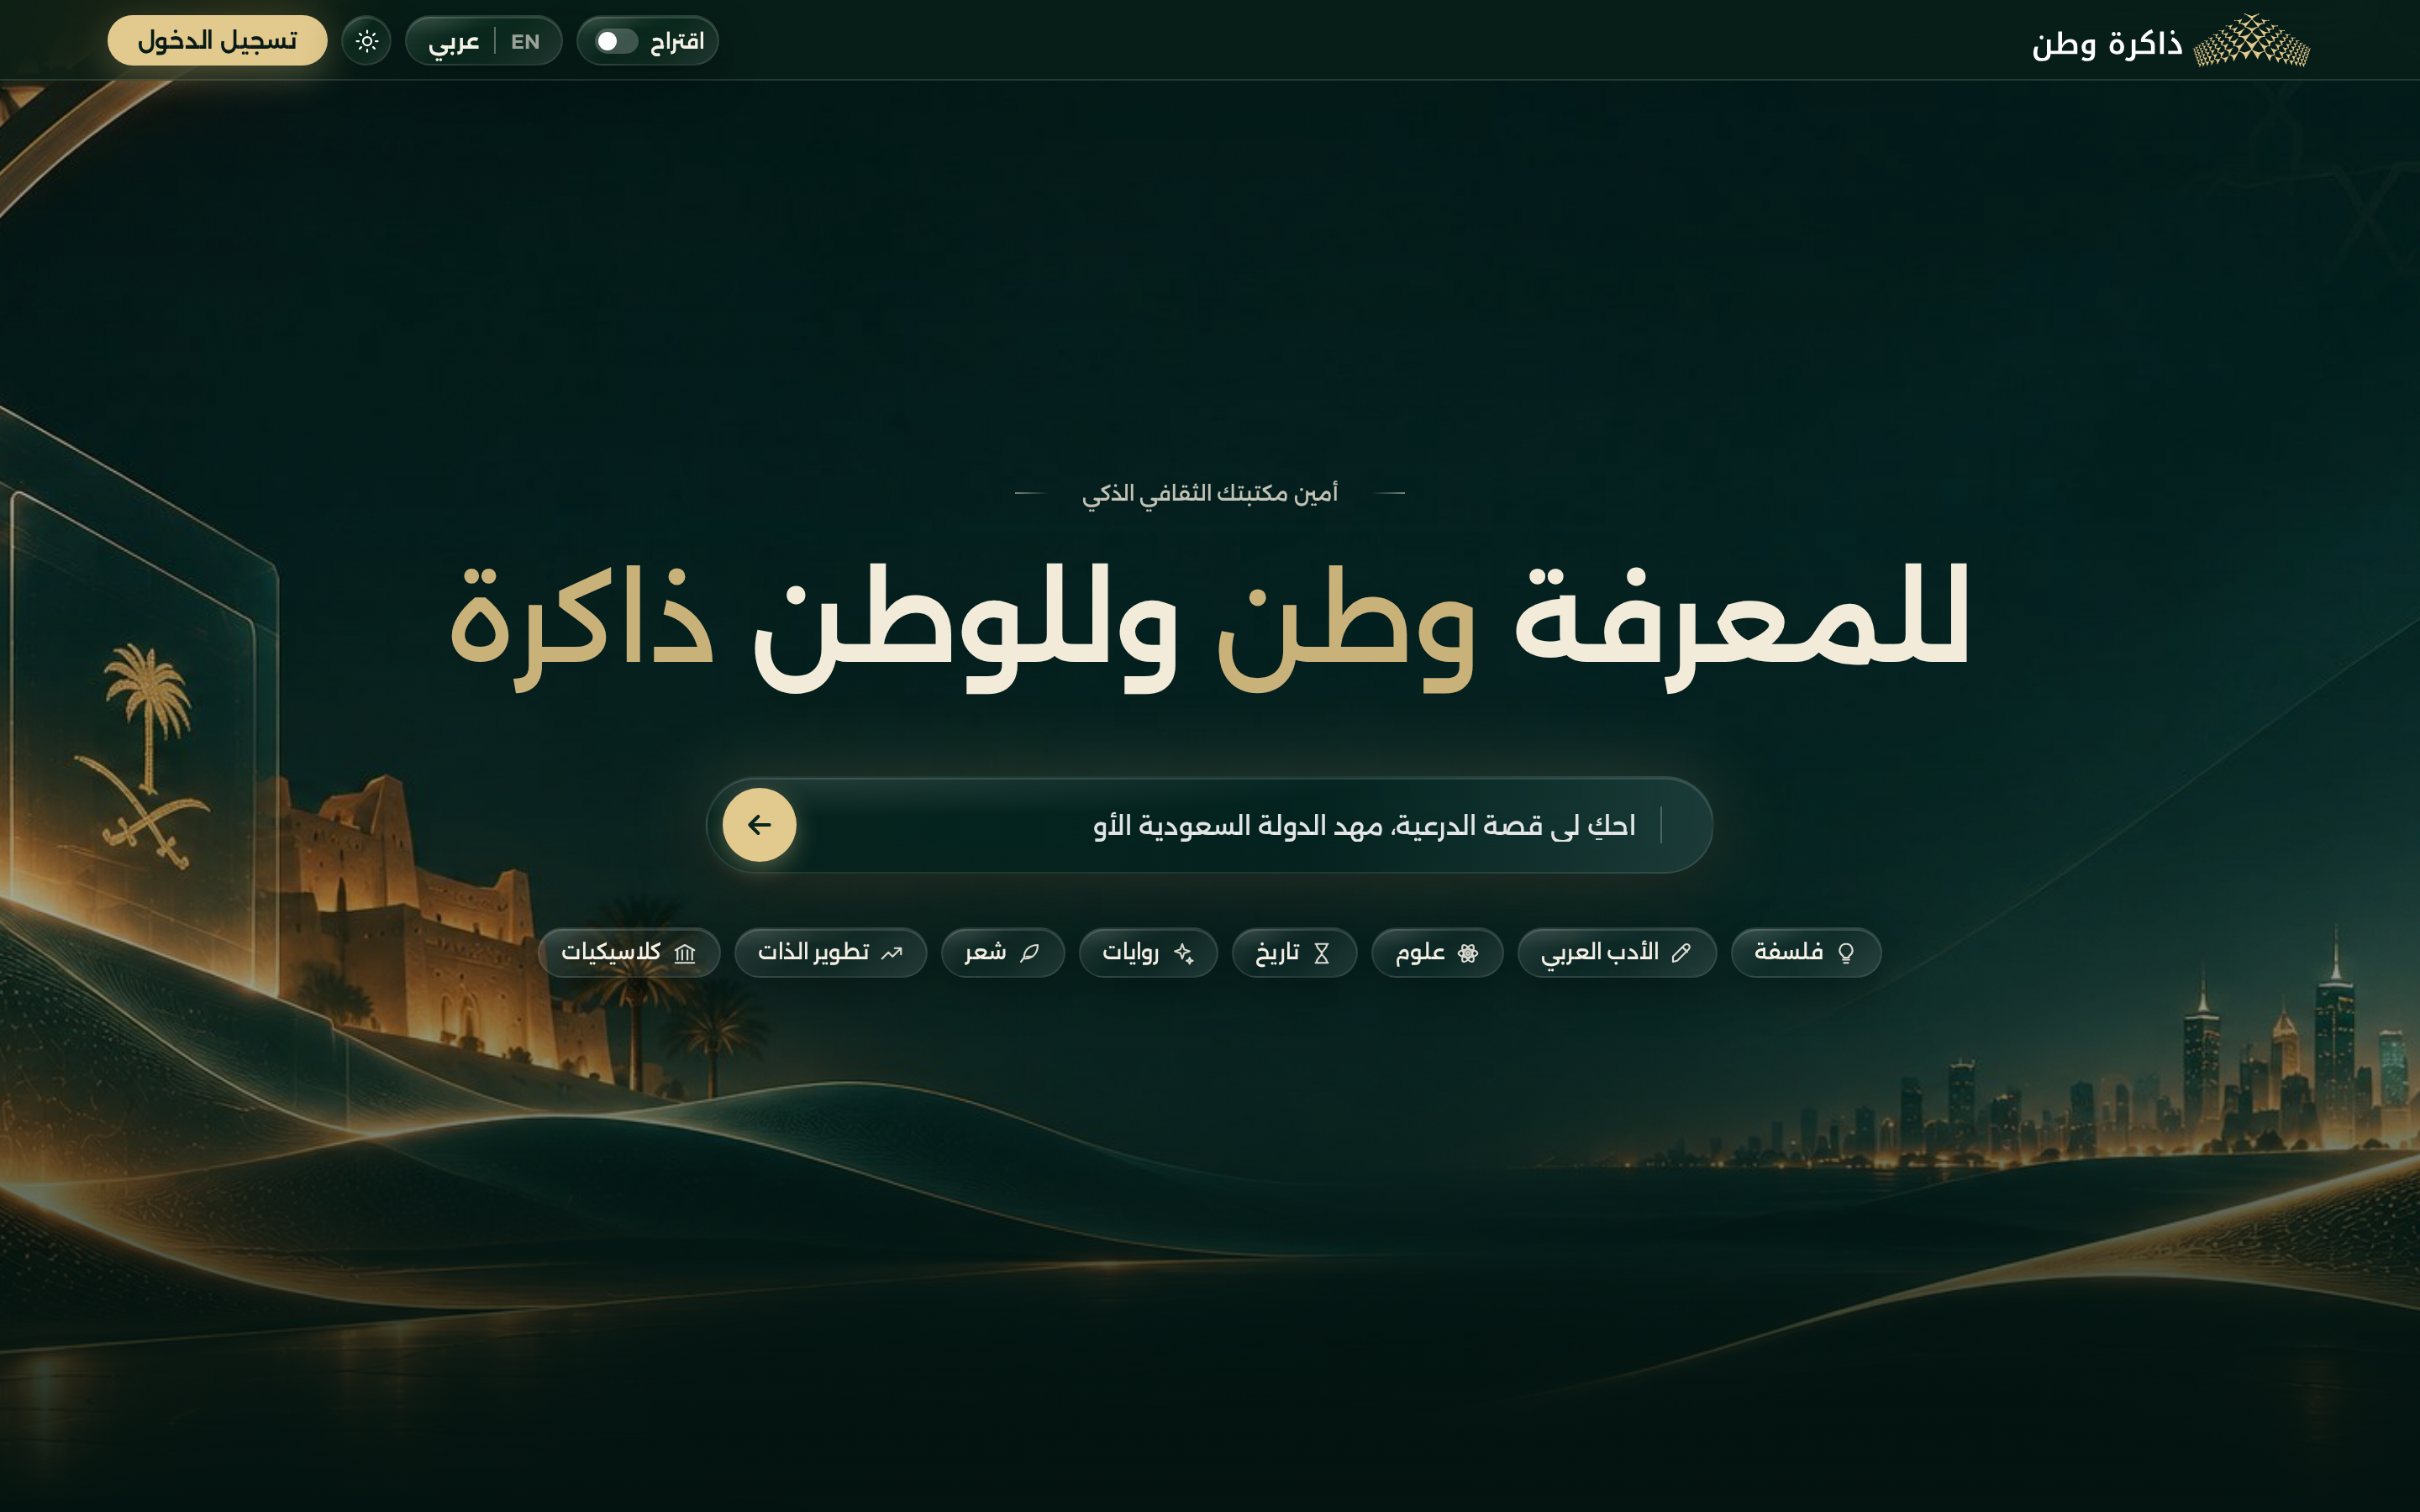 ذاكرة وطن
اقتراح
EN | عربي
تسجيل الدخول
أمين مكتبتك الثقافي الذكي
للمعرفة وطن وللوطن ذاكرة
احكِ لي قصة الدرعية، مهد الدولة السعودية الأو
فلسفة
الأدب العربي
علوم
تاريخ
روايات
شعر
تطوير الذات
كلاسيكيات